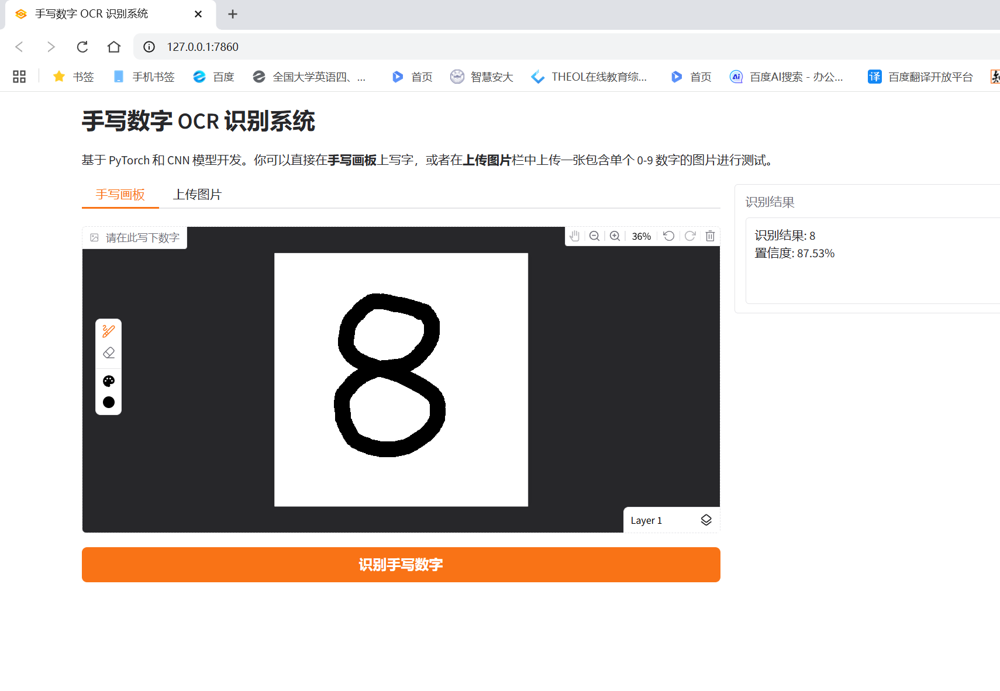 手写数字 OCR 识别系统
127.0.0.1:7860
书签 手机书签 百度 全国大学英语四、... 首页 智慧安大 THEOL在线教育综... 首页 百度AI搜索 - 办公... 译 百度翻译开放平台
手写数字 OCR 识别系统
基于 PyTorch 和 CNN 模型开发。你可以直接在手写画板上写字，或者在上传图片栏中上传一张包含单个 0-9 数字的图片进行测试。
手写画板 上传图片
请在此写下数字
36%
8
Layer 1
识别手写数字
识别结果
识别结果: 8
置信度: 87.53%